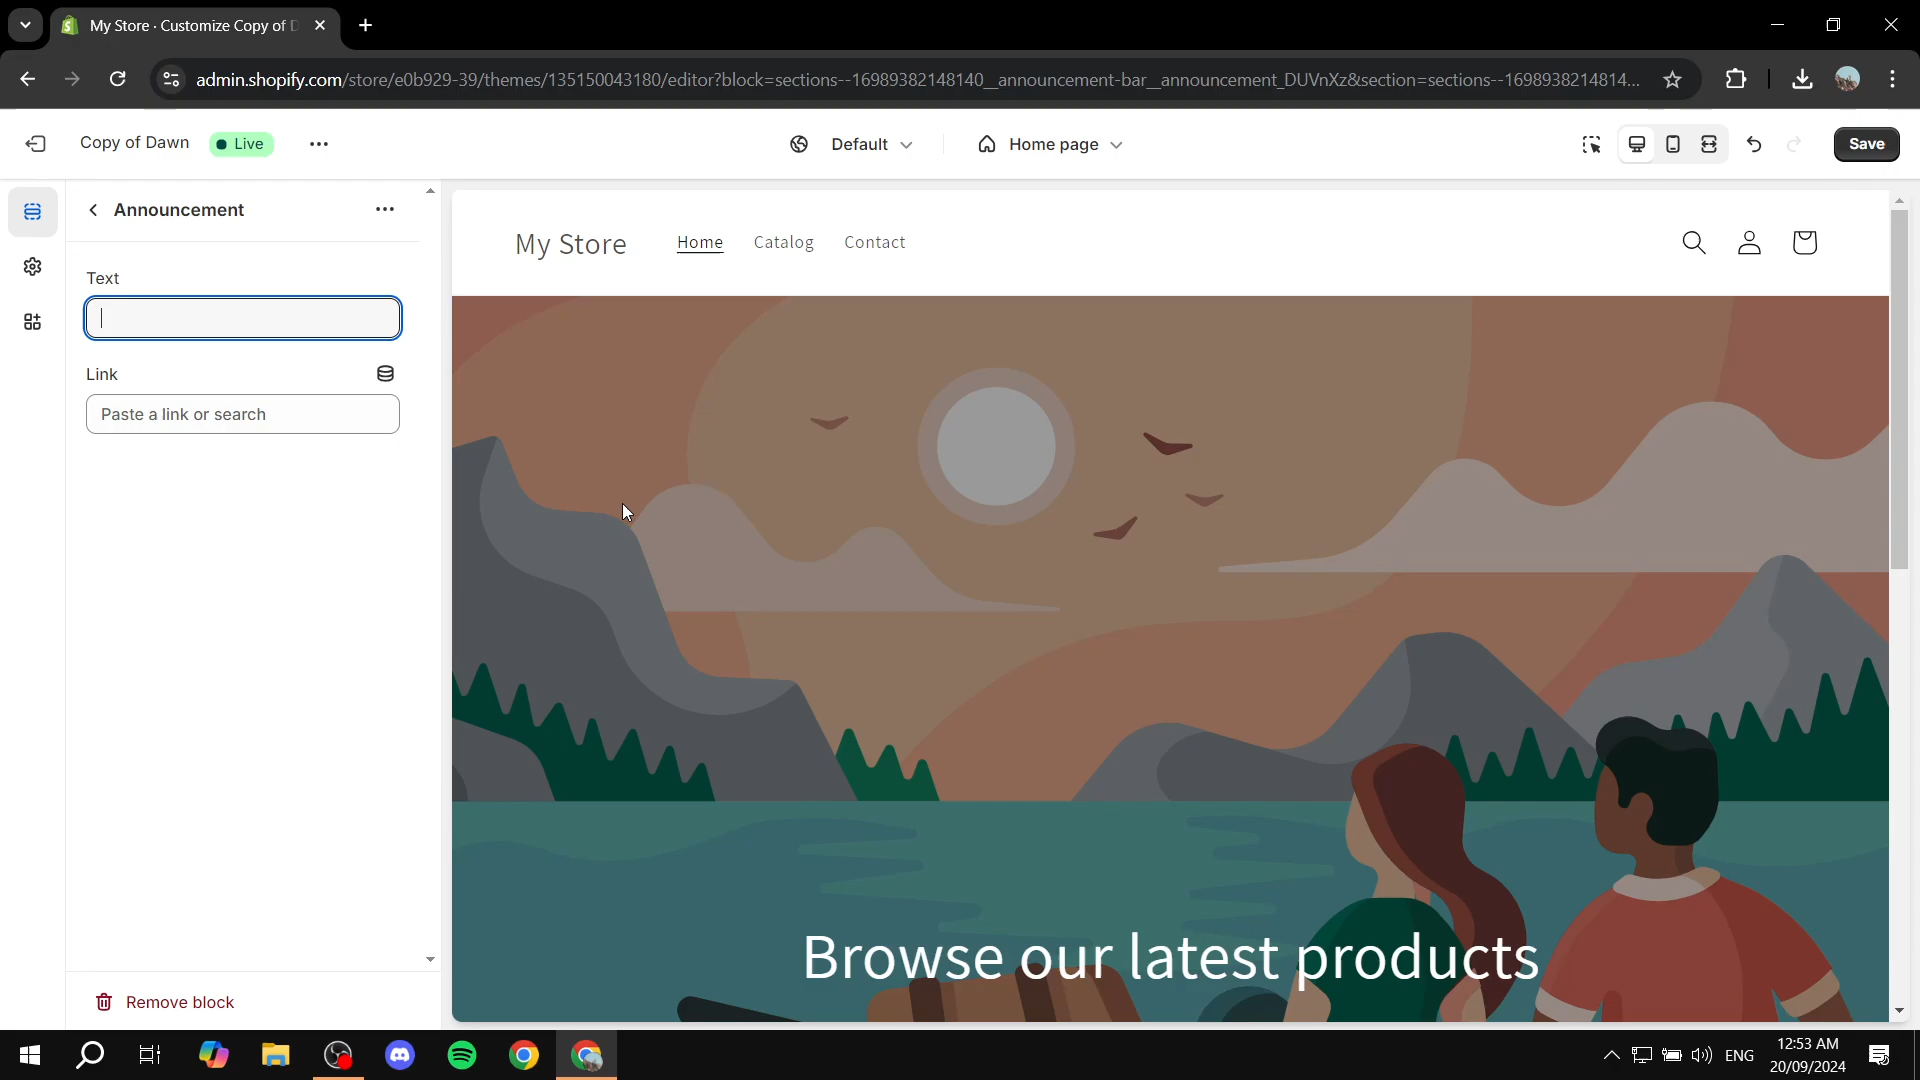 My Store · Customize Copy of D
admin.shopify.com/store/e0b929-39/themes/135150043180/editor?block=sections--16989382148140__announcement-bar__announcement_DUVnXz&section=sections--1698938214814...
Copy of Dawn
Live
Default
Home page
Save
Announcement
Text
Link
Paste a link or search
Remove block
My Store
Home
Catalog
Contact
Browse our latest products
ENG
12:53 AM
20/09/2024